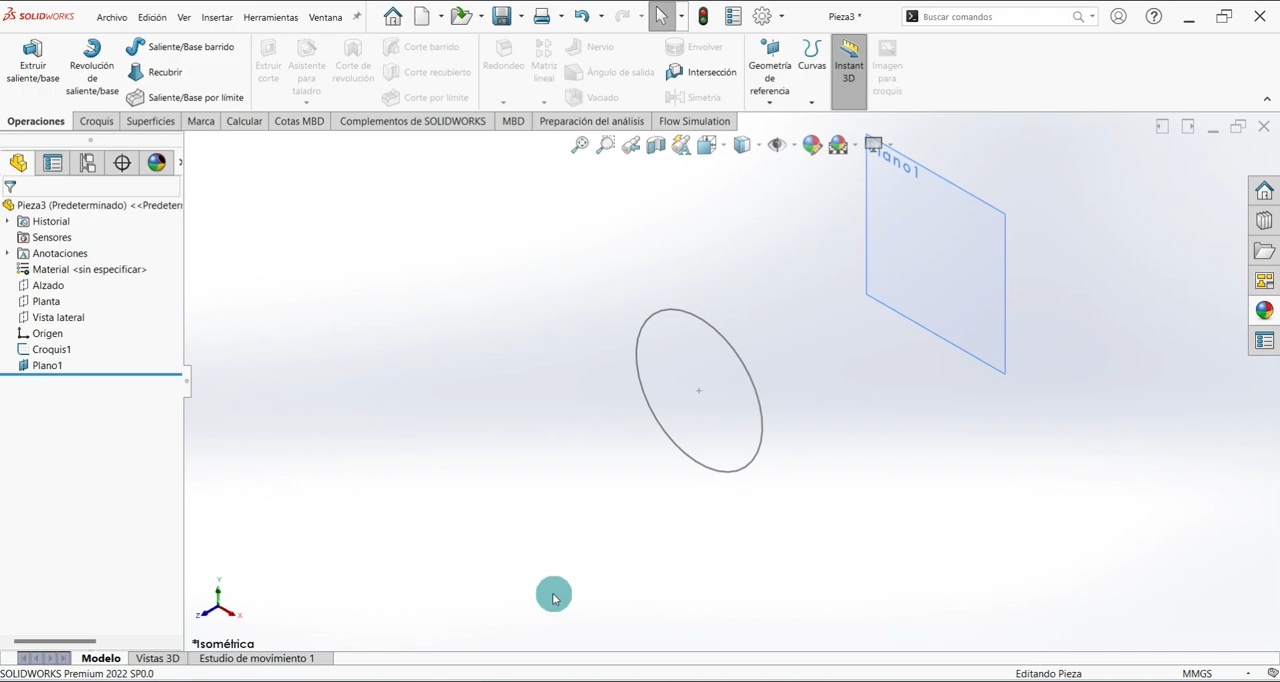 SOLIDWORKS
Archivo Edición Ver Insertar Herramientas Ventana
Pieza3 *
Buscar comandos
Extruir saliente/base
Revolución de saliente/base
Saliente/Base barrido
Recubrir
Saliente/Base por límite
Extruir corte
Asistente para taladro
Corte de revolución
Corte barrido
Corte recubierto
Corte por límite
Redondeo
Matriz lineal
Nervio
Ángulo de salida
Vaciado
Envolver
Intersección
Simetría
Geometría de referencia
Curvas
Instant 3D
Imagen para croquis
Operaciones Croquis Superficies Marca Calcular Cotas MBD Complementos de SOLIDWORKS MBD Preparación del análisis Flow Simulation
Pieza3 (Predeterminado) <<Predeterm
Historial
Sensores
Anotaciones
Material <sin especificar>
Alzado
Planta
Vista lateral
Origen
Croquis1
Plano1
Plano1
Y
Z
X
*Isométrica
Modelo Vistas 3D Estudio de movimiento 1
SOLIDWORKS Premium 2022 SP0.0
Editando Pieza
MMGS